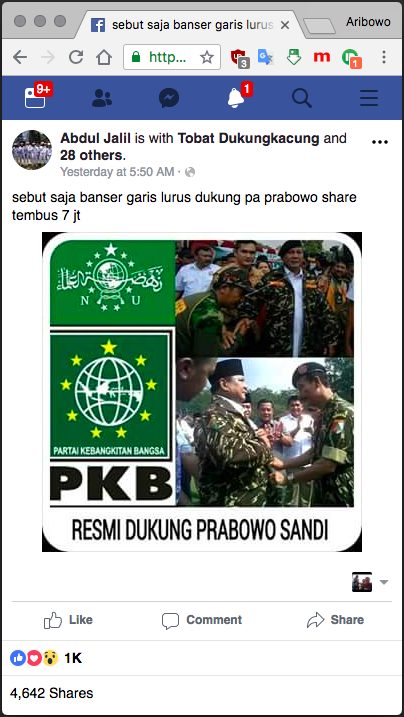 sebut saja banser garis lurus
Aribowo
http...
3
1
9+
1
Abdul Jalil is with Tobat Dukungkacung and
28 others.
Yesterday at 5:50 AM
sebut saja banser garis lurus dukung pa prabowo share
tembus 7 jt
نهضة العلماء
N U
PARTAI KEBANGKITAN BANGSA
PKB
RESMI DUKUNG PRABOWO SANDI
Like
Comment
Share
1K
4,642 Shares